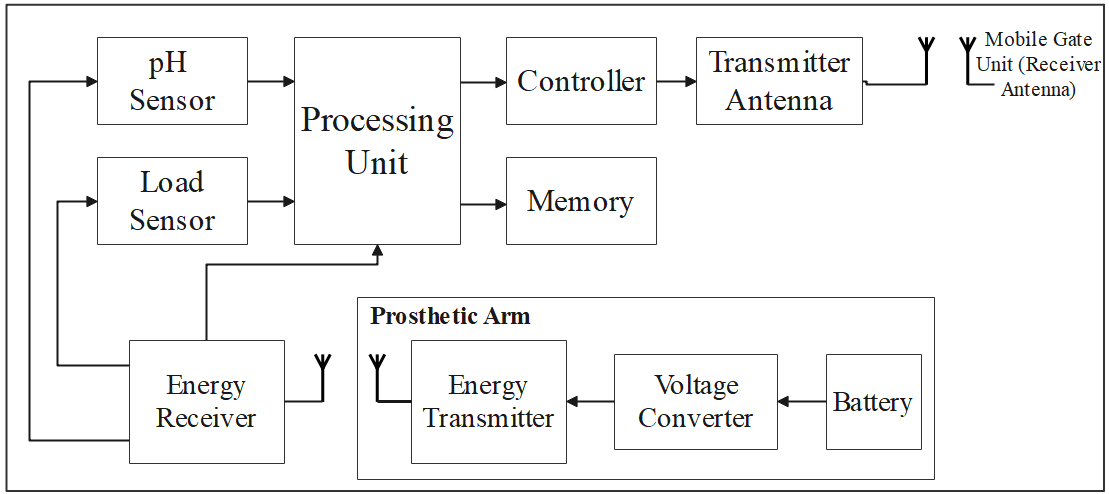 pH
Sensor
Processing
Unit
Controller
Transmitter
Antenna
Mobile Gate
Unit (Receiver
Antenna)
Load
Sensor
Memory
Prosthetic Arm
Energy
Receiver
Energy
Transmitter
Voltage
Converter
Battery